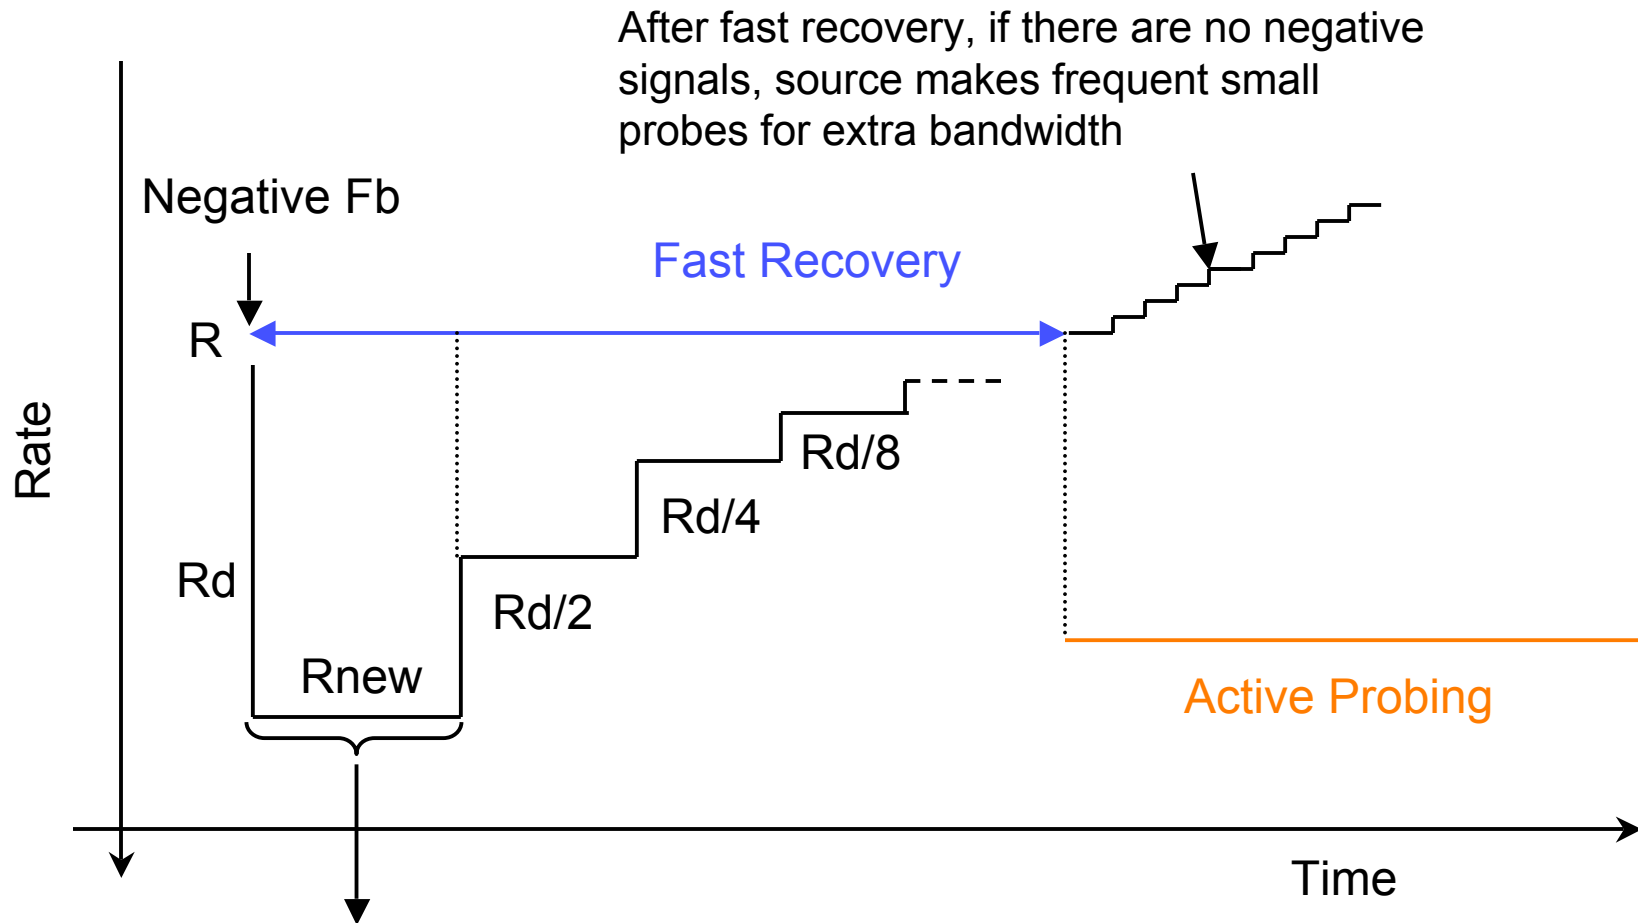 After fast recovery, if there are no negative
signals, source makes frequent small
probes for extra bandwidth
Negative Fb
Fast Recovery
R
Rate
Rd/8
Rd/4
Rd
Rd/2
Rnew
Active Probing
Time